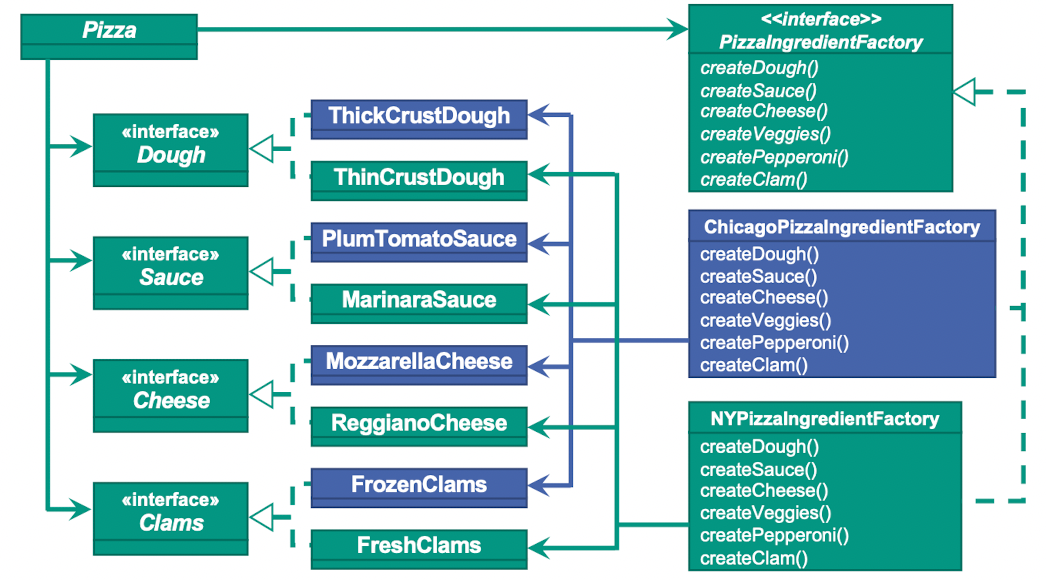 Pizza
<<interface>>
PizzaIngredientFactory
createDough()
createSauce()
createCheese()
createVeggies()
createPepperoni()
createClam()
«interface»
Dough
ThickCrustDough
ThinCrustDough
«interface»
Sauce
PlumTomatoSauce
MarinaraSauce
«interface»
Cheese
MozzarellaCheese
ReggianoCheese
«interface»
Clams
FrozenClams
FreshClams
ChicagoPizzaIngredientFactory
createDough()
createSauce()
createCheese()
createVeggies()
createPepperoni()
createClam()
NYPizzaIngredientFactory
createDough()
createSauce()
createCheese()
createVeggies()
createPepperoni()
createClam()